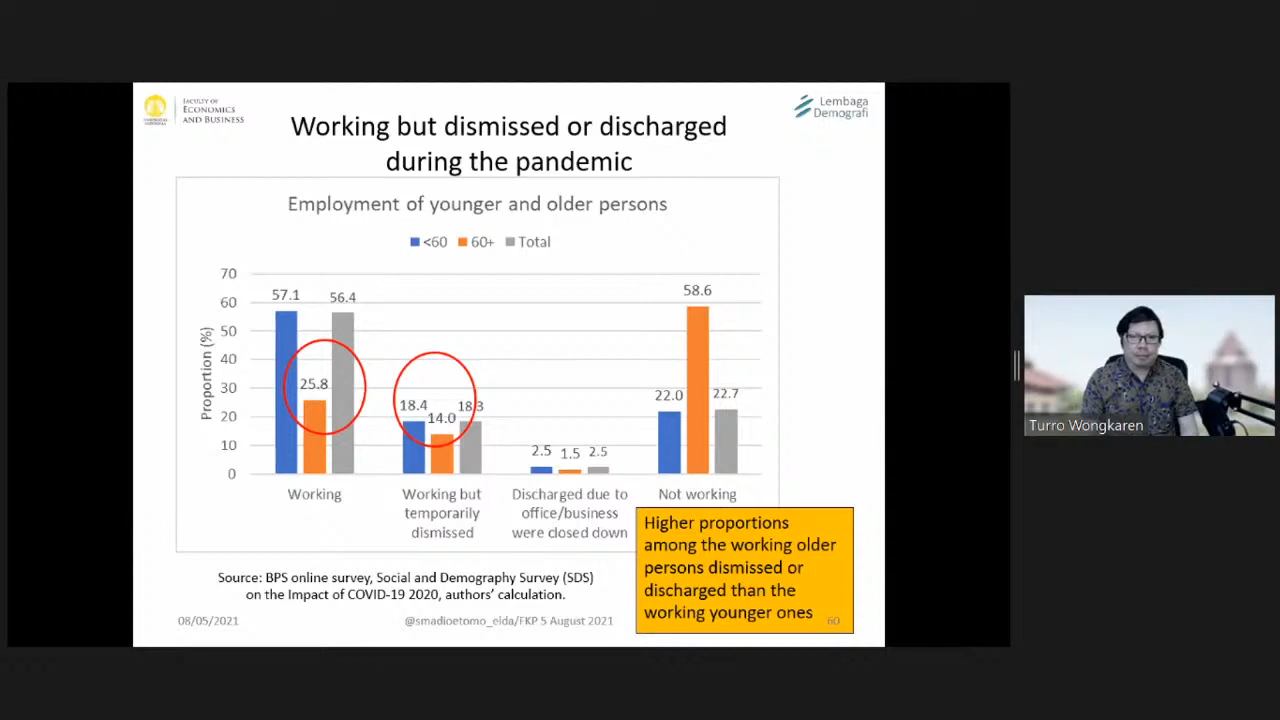 FACULTY OF
ECONOMICS
AND BUSINESS
Lembaga
Demografi
Working but dismissed or discharged
during the pandemic
Employment of younger and older persons
<60 60+ Total
Proportion (%)
70
60
50
40
30
20
10
0
57.1
25.8
56.4
18.4
14.0
18.3
2.5
1.5
2.5
22.0
58.6
22.7
Working
Working but
temporarily
dismissed
Discharged due to
office/business
were closed down
Not working
Higher proportions
among the working older
persons dismissed or
discharged than the
working younger ones
Source: BPS online survey, Social and Demography Survey (SDS)
on the Impact of COVID-19 2020, authors' calculation.
08/05/2021
@smadioetomo_elda/FKP 5 August 2021
60
Turro Wongkaren